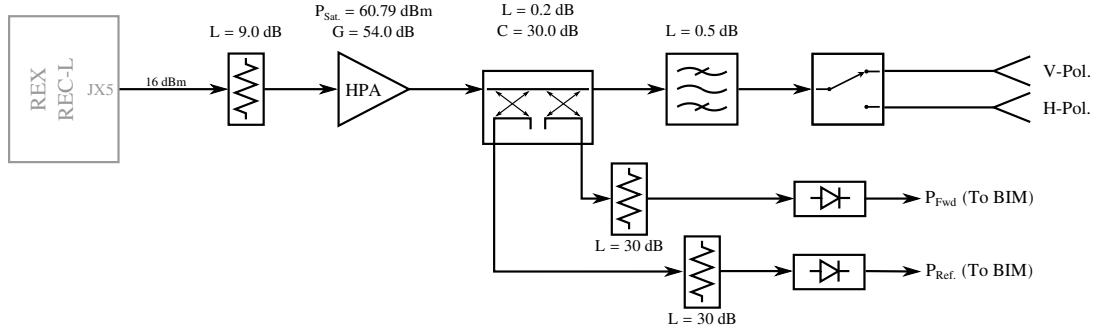 P_Sat. = 60.79 dBm
L = 0.2 dB
L = 9.0 dB
G = 54.0 dB
C = 30.0 dB
L = 0.5 dB
REX
REC-L
JX5
16 dBm
HPA
V-Pol.
H-Pol.
P_Fwd (To BIM)
L = 30 dB
P_Ref. (To BIM)
L = 30 dB